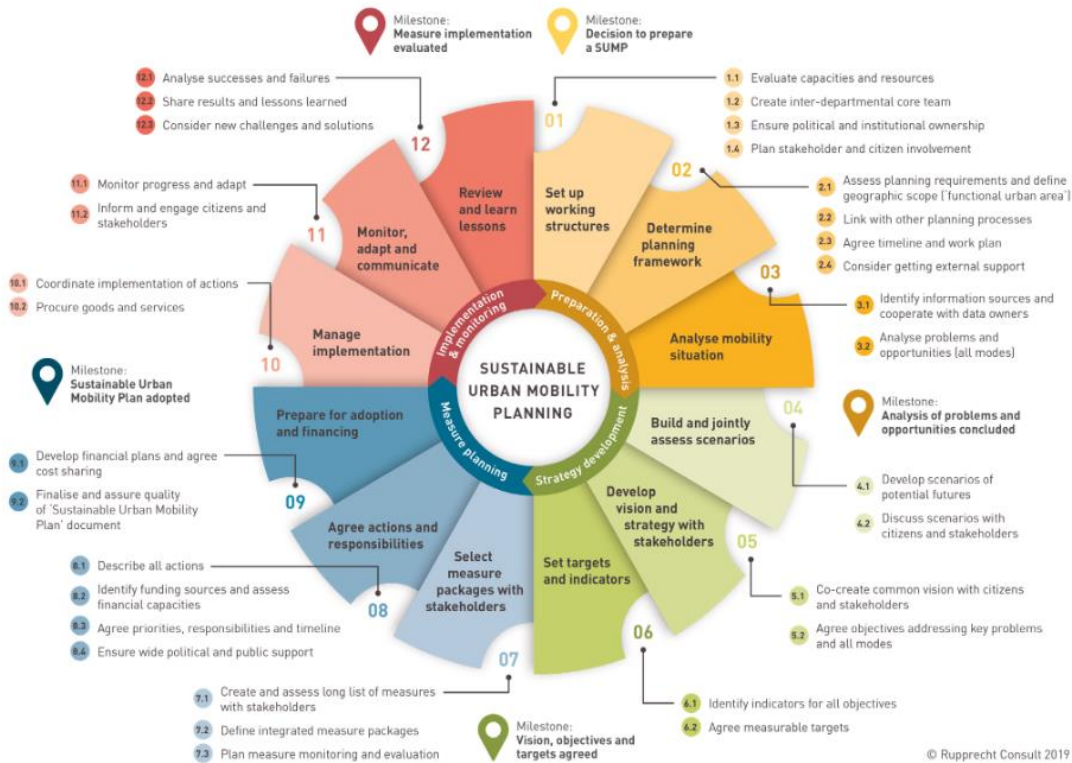 Milestone:
Measure implementation
evaluated
Milestone:
Decision to prepare
a SUMP
12.1 Analyse successes and failures
12.2 Share results and lessons learned
12.3 Consider new challenges and solutions
1.1 Evaluate capacities and resources
1.2 Create inter-departmental core team
1.3 Ensure political and institutional ownership
1.4 Plan stakeholder and citizen involvement
11.1 Monitor progress and adapt
11.2 Inform and engage citizens and
stakeholders
2.1 Assess planning requirements and define
geographic scope ('functional urban area')
2.2 Link with other planning processes
2.3 Agree timeline and work plan
2.4 Consider getting external support
10.1 Coordinate implementation of actions
10.2 Procure goods and services
3.1 Identify information sources and
cooperate with data owners
3.2 Analyse problems and
opportunities (all modes)
Milestone:
Sustainable Urban
Mobility Plan adopted
Milestone:
Analysis of problems and
opportunities concluded
01
Set up
working
structures
02
Determine
planning
framework
03
Analyse mobility
situation
04
Build and jointly
assess scenarios
05
Develop
vision and
strategy with
stakeholders
06
Set targets
and indicators
07
Select
measure
packages with
stakeholders
08
Agree actions and
responsibilities
09
Prepare for adoption
and financing
10
Manage
implementation
11
Monitor,
adapt and
communicate
12
Review
and learn
lessons
Preparation & analysis
Strategy development
Measure planning
Implementation
& monitoring
SUSTAINABLE
URBAN MOBILITY
PLANNING
9.1 Develop financial plans and agree
cost sharing
9.2 Finalise and assure quality
of 'Sustainable Urban Mobility
Plan' document
4.1 Develop scenarios of
potential futures
4.2 Discuss scenarios with
citizens and stakeholders
8.1 Describe all actions
8.2 Identify funding sources and assess
financial capacities
8.3 Agree priorities, responsibilities and timeline
8.4 Ensure wide political and public support
5.1 Co-create common vision with citizens
and stakeholders
5.2 Agree objectives addressing key problems
and all modes
7.1 Create and assess long list of measures
with stakeholders
7.2 Define integrated measure packages
7.3 Plan measure monitoring and evaluation
Milestone:
Vision, objectives and
targets agreed
6.1 Identify indicators for all objectives
6.2 Agree measurable targets
© Rupprecht Consult 2019